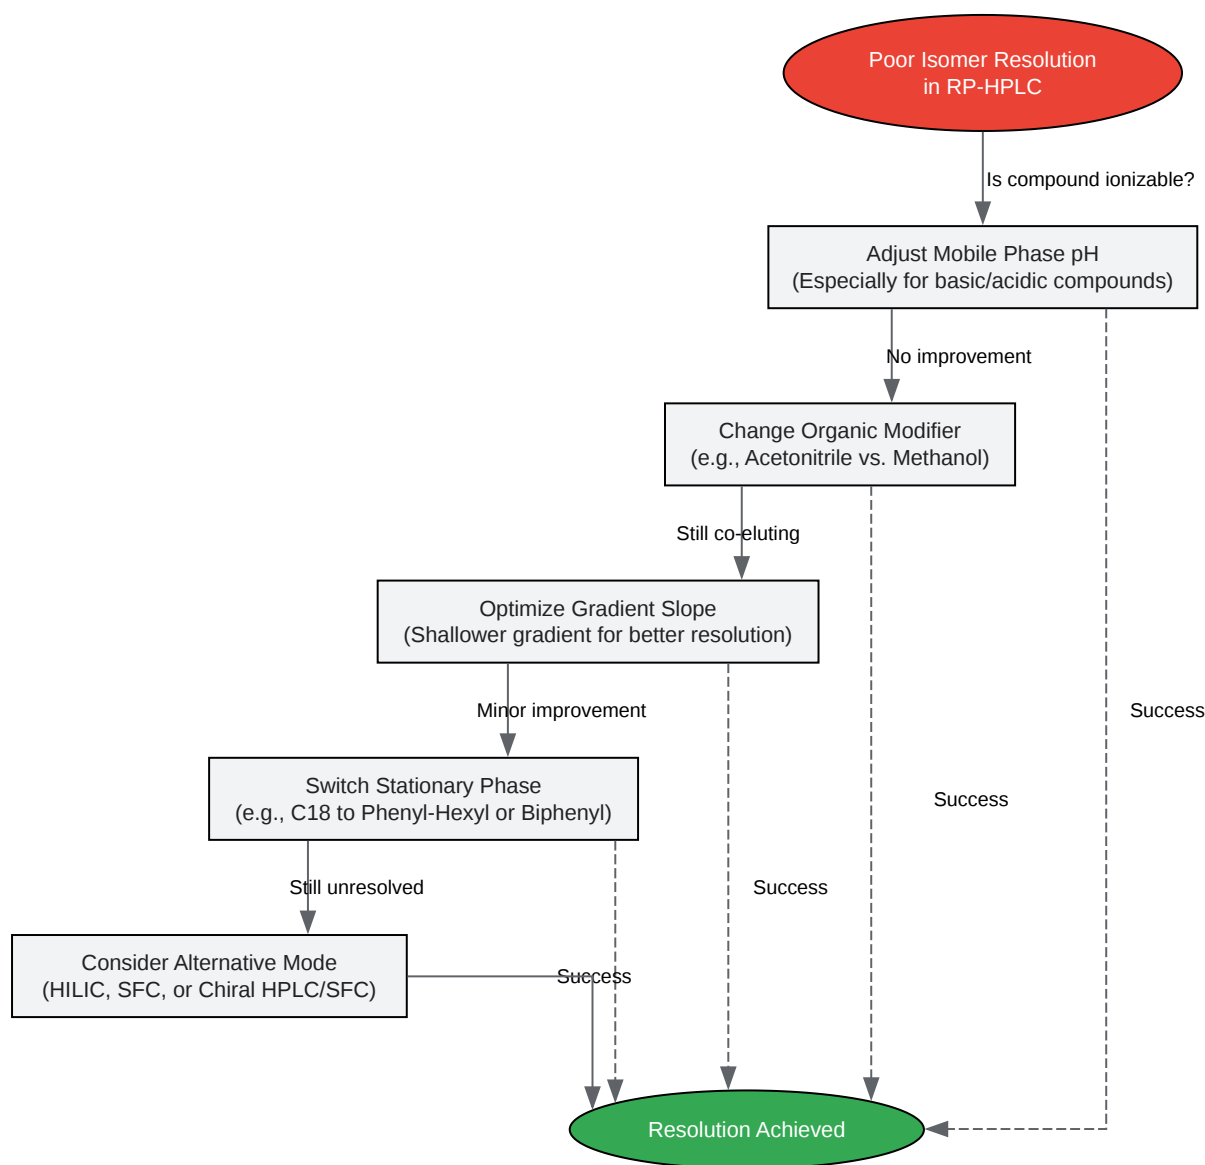 Poor Isomer Resolution
in RP-HPLC
Is compound ionizable?
Adjust Mobile Phase pH
(Especially for basic/acidic compounds)
No improvement
Change Organic Modifier
(e.g., Acetonitrile vs. Methanol)
Still co-eluting
Optimize Gradient Slope
(Shallower gradient for better resolution)
Minor improvement
Success
Switch Stationary Phase
(e.g., C18 to Phenyl-Hexyl or Biphenyl)
Success
Still unresolved
Success
Consider Alternative Mode
(HILIC, SFC, or Chiral HPLC/SFC)
Success
Resolution Achieved